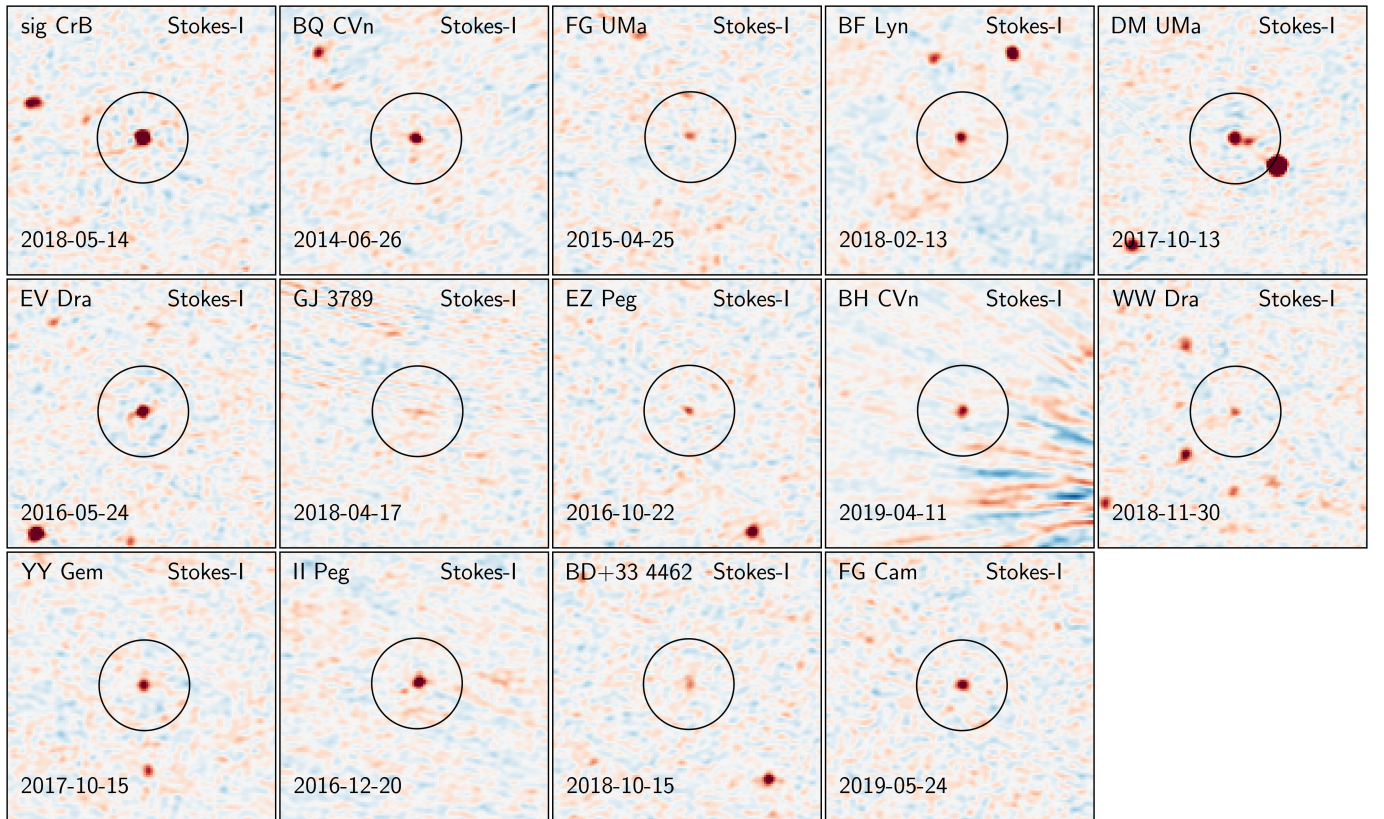 sig CrB Stokes-I
2018-05-14
BQ CVn Stokes-I
2014-06-26
FG UMa Stokes-I
2015-04-25
BF Lyn Stokes-I
2018-02-13
DM UMa Stokes-I
2017-10-13
EV Dra Stokes-I
2016-05-24
GJ 3789 Stokes-I
2018-04-17
EZ Peg Stokes-I
2016-10-22
BH CVn Stokes-I
2019-04-11
WW Dra Stokes-I
2018-11-30
YY Gem Stokes-I
2017-10-15
II Peg Stokes-I
2016-12-20
BD+33 4462 Stokes-I
2018-10-15
FG Cam Stokes-I
2019-05-24